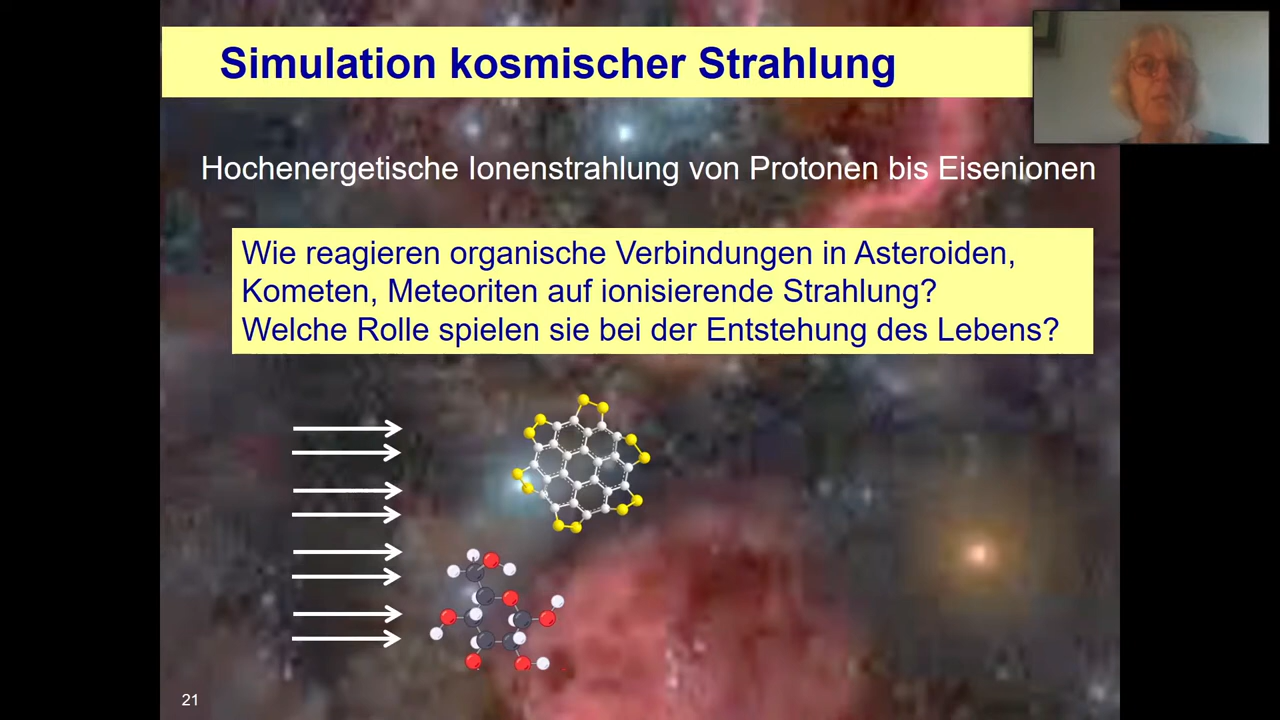 Simulation kosmischer Strahlung
Hochenergetische Ionenstrahlung von Protonen bis Eisenionen
Wie reagieren organische Verbindungen in Asteroiden,
Kometen, Meteoriten auf ionisierende Strahlung?
Welche Rolle spielen sie bei der Entstehung des Lebens?
21